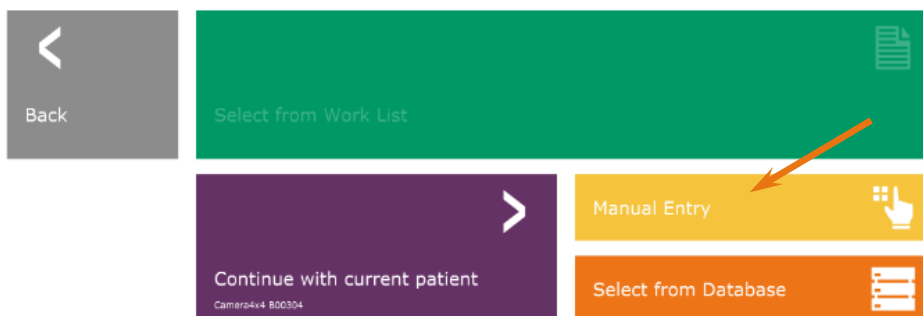 Back
Select from Work List
Manual Entry
Continue with current patient
Camera4x4 B00304
Select from Database